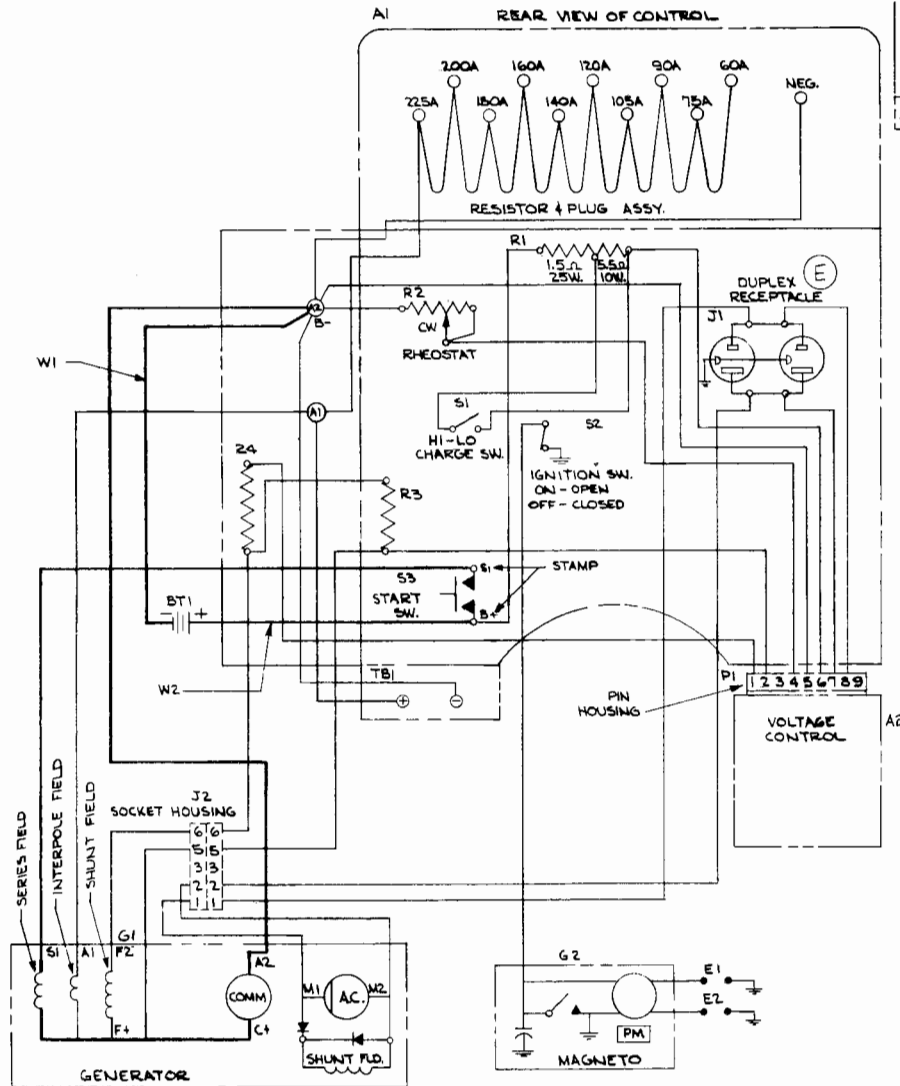 A1
REAR VIEW OF CONTROL
200A 160A 120A 90A 60A
225A 180A 140A 105A 75A
NEG.
RESISTOR & PLUG ASSY.
R1
1.5Ω 5.5Ω
25W. 10W.
E
DUPLEX
RECEPTACLE
J1
A2
B-
R2
CW
RHEOSTAT
W1
A1
S1
HI-LO
CHARGE SW.
S2
IGNITION SW.
ON - OPEN
OFF - CLOSED
24
R3
S1
STAMP
S3
START
SW.
B+
- BT1 +
W2
TB1
+ -
P1 1 2 3 4 5 6 7 8 9
PIN
HOUSING
VOLTAGE
CONTROL
A2
SERIES FIELD
INTERPOLE FIELD
SHUNT FIELD
J2
SOCKET HOUSING
6 6
5 5
3 3
2 2
1 1
G1
S1 A1 F2
A2
COMM
F+ C+
M1 A.C. M2
SHUNT FLD.
GENERATOR
G2
PM
MAGNETO
E1
E2